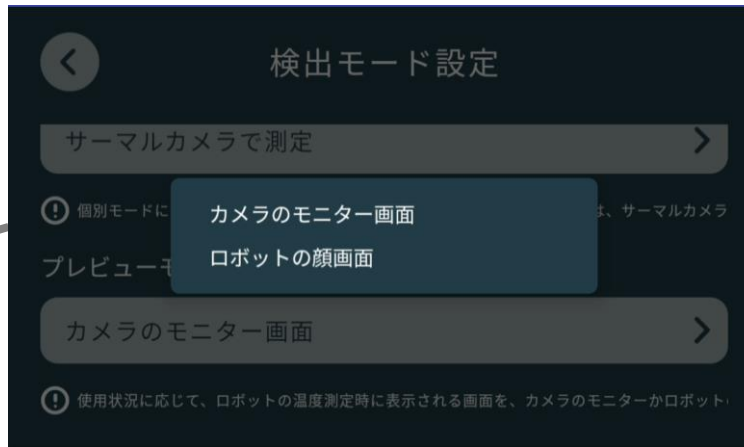 検出モード設定
サーマルカメラで測定
個別モードに
は、サーマルカメラ
カメラのモニター画面
ロボットの顔画面
プレビュー
カメラのモニター画面
使用状況に応じて、ロボットの温度測定時に表示される画面を、カメラのモニターかロボット